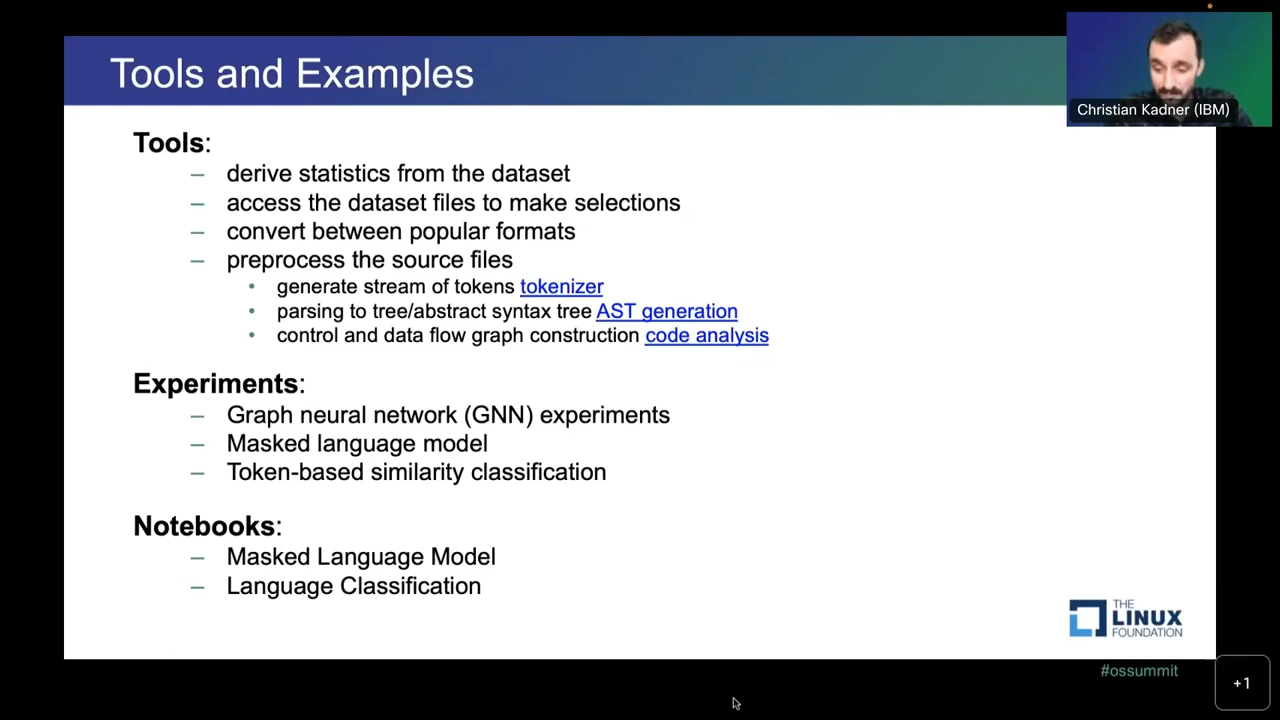 Tools and Examples
Christian Kadner (IBM)
Tools:
– derive statistics from the dataset
– access the dataset files to make selections
– convert between popular formats
– preprocess the source files
• generate stream of tokens tokenizer
• parsing to tree/abstract syntax tree AST generation
• control and data flow graph construction code analysis
Experiments:
– Graph neural network (GNN) experiments
– Masked language model
– Token-based similarity classification
Notebooks:
– Masked Language Model
– Language Classification
THE
LINUX
FOUNDATION
#ossummit
+1